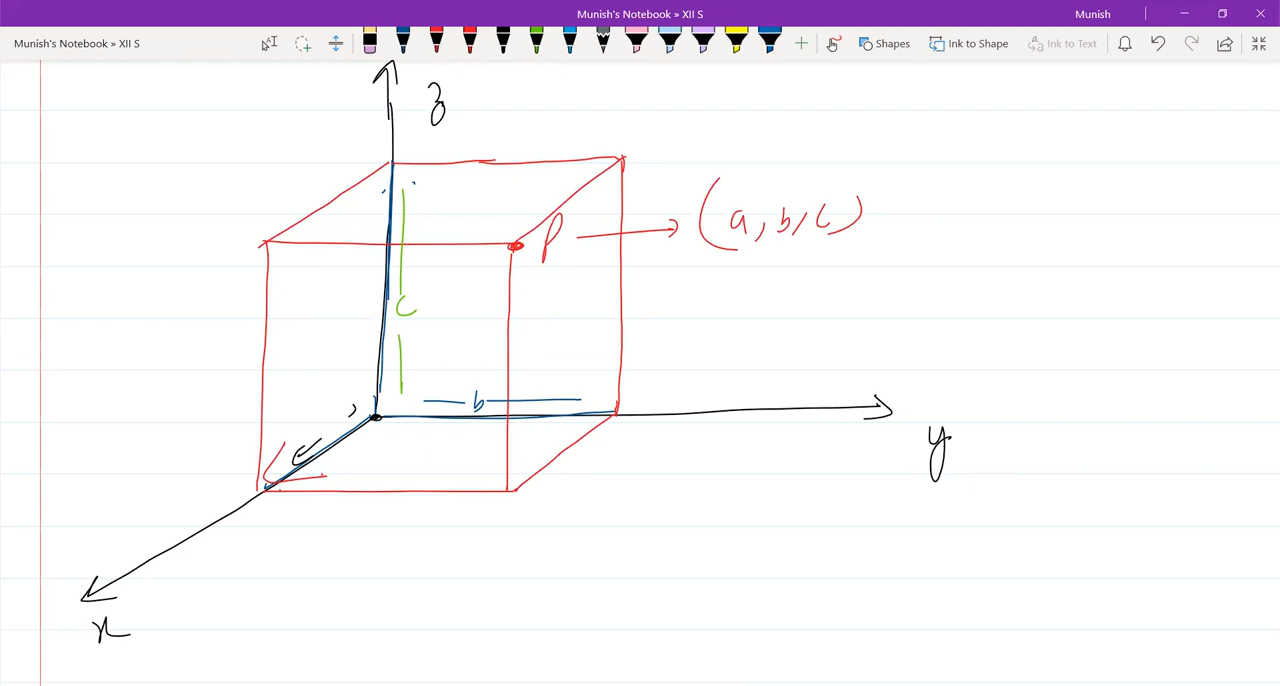 Munish's Notebook » XII S
Munish
Munish's Notebook » XII S
Shapes
Ink to Shape
Ink to Text
z
P → (a, b, c)
c
b
y
x